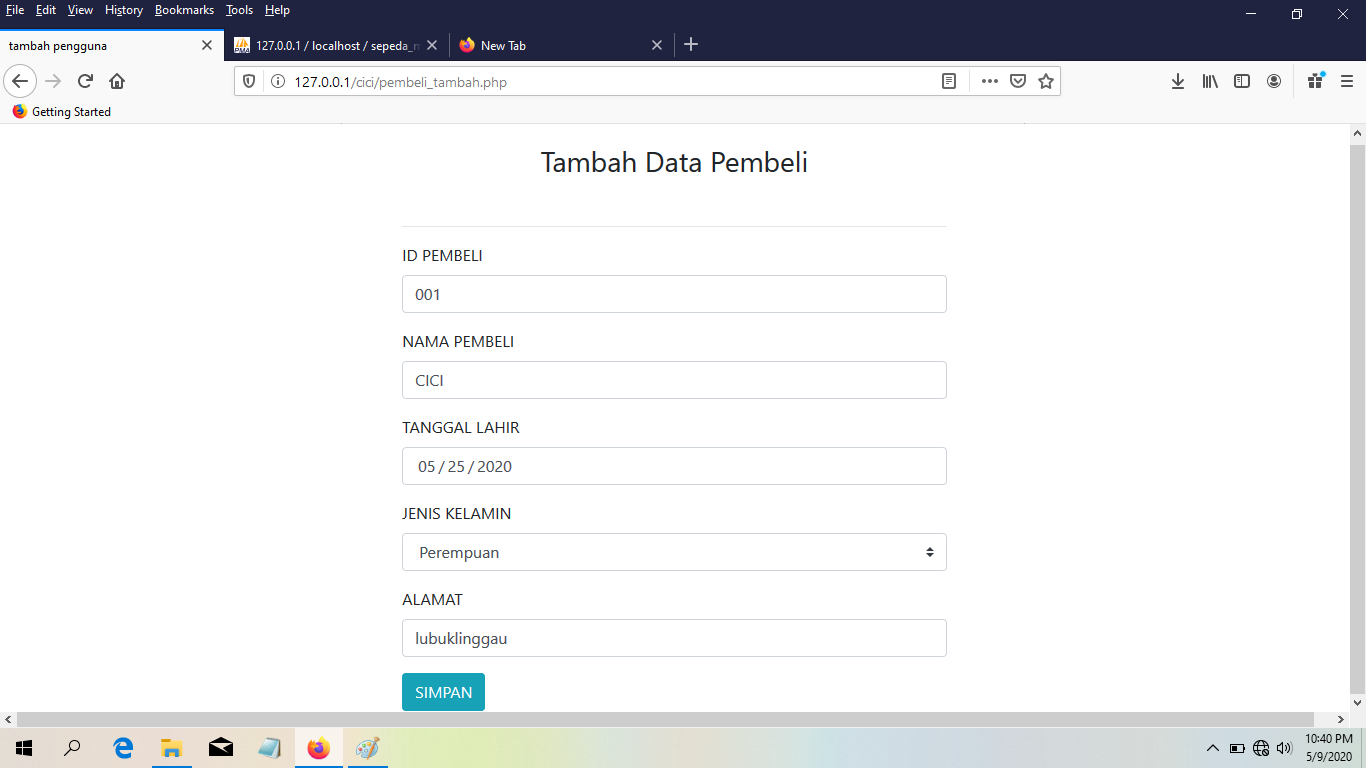 File Edit View History Bookmarks Tools Help
tambah pengguna
127.0.0.1 / localhost / sepeda_m
New Tab
127.0.0.1/cici/pembeli_tambah.php
Getting Started
Tambah Data Pembeli
ID PEMBELI
001
NAMA PEMBELI
CICI
TANGGAL LAHIR
05 / 25 / 2020
JENIS KELAMIN
Perempuan
ALAMAT
lubuklinggau
SIMPAN
10:40 PM
5/9/2020